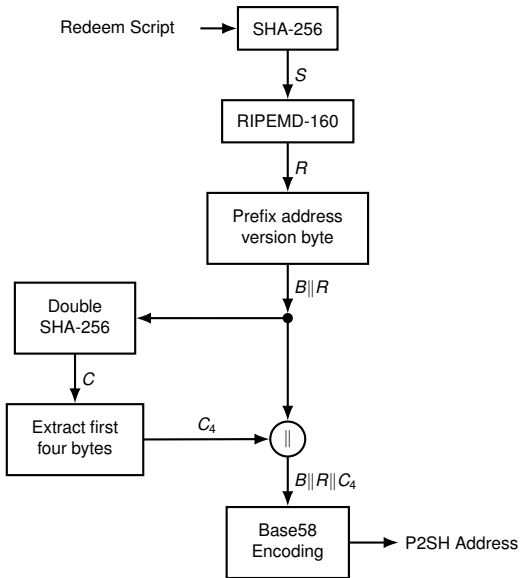 Redeem Script
SHA-256
S
RIPEMD-160
R
Prefix address
version byte
B||R
Double
SHA-256
C
Extract first
four bytes
C₄
||
B||R||C₄
Base58
Encoding
P2SH Address